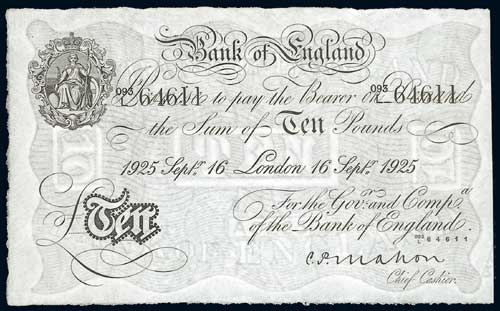 Bank of England
093 L 64611 093 L 64611
Promise to pay the Bearer on Demand
the Sum of Ten Pounds
1925 Septr. 16 London 16 Septr. 1925
For the Govr. and Compa.
of the Bank of England.
093 L 64611
£Ten
C.P. Mahon
Chief Cashier.